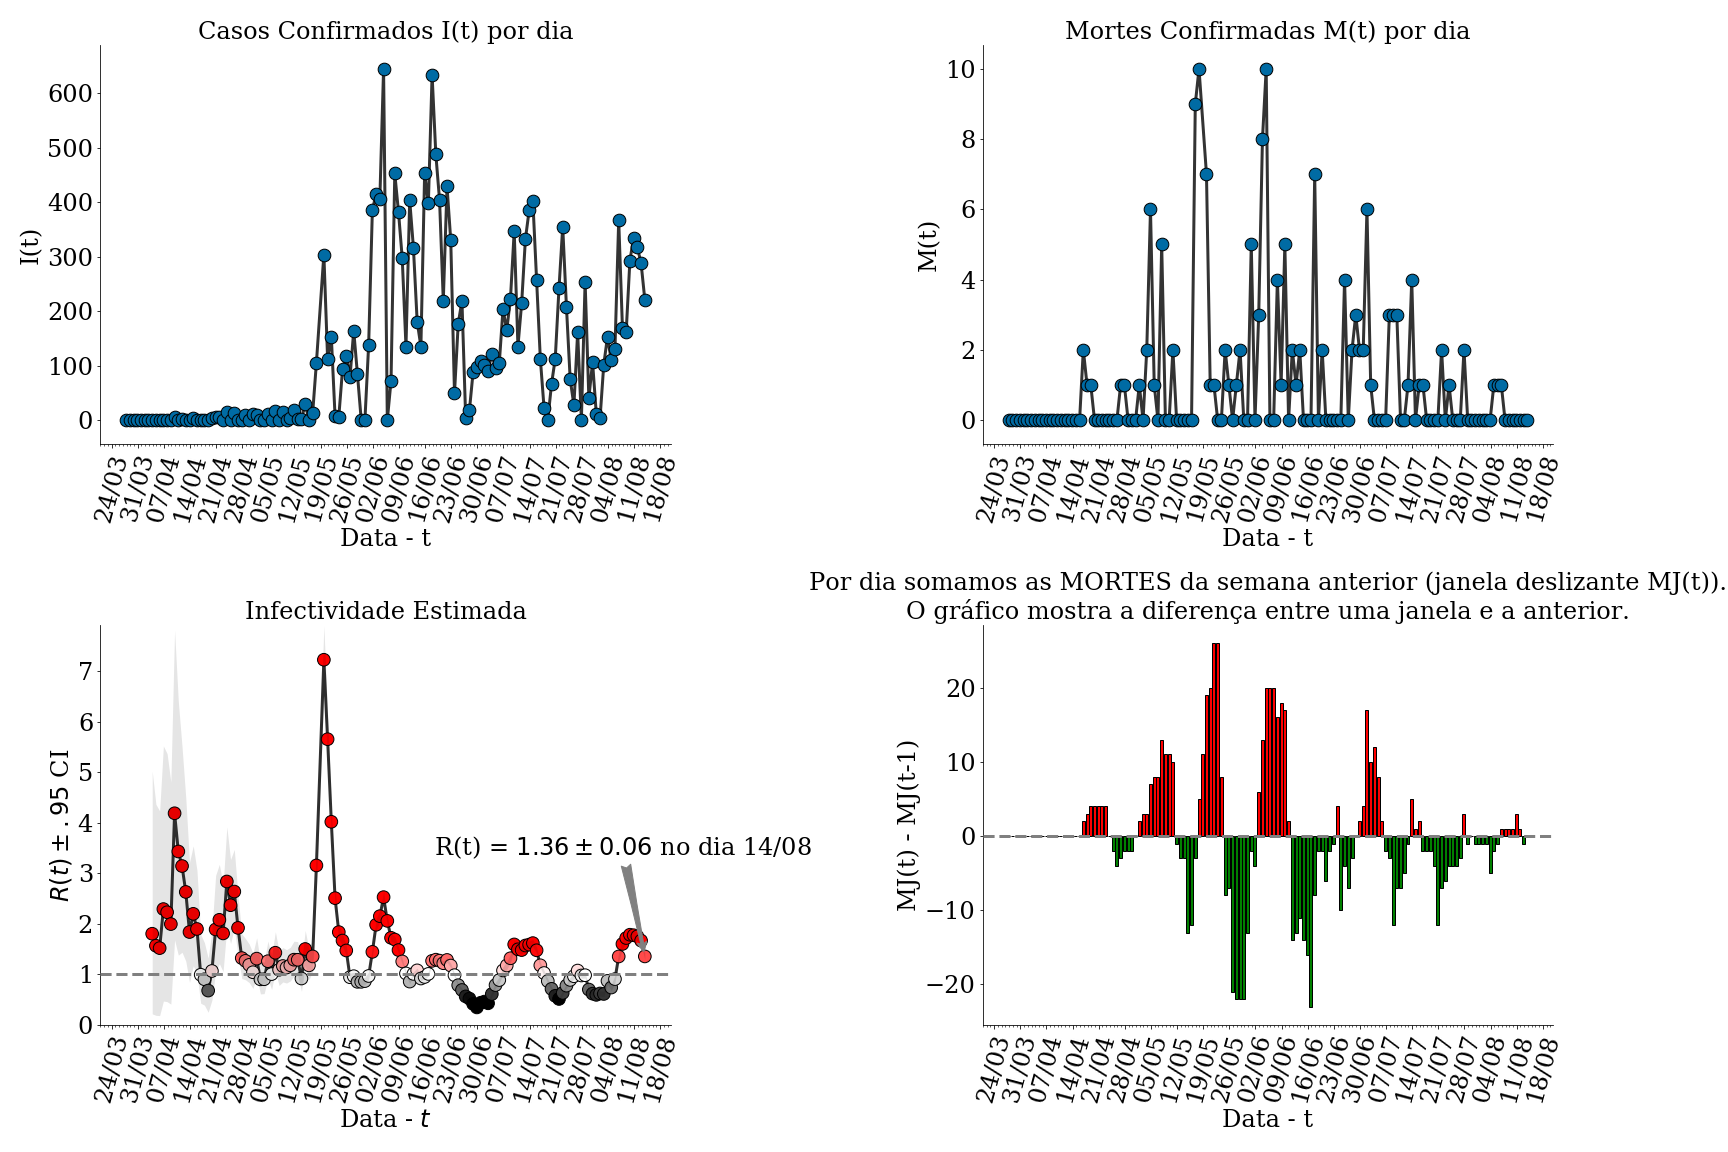 Casos Confirmados I(t) por dia
I(t)
600
500
400
300
200
100
0
24/03 31/03 07/04 14/04 21/04 28/04 05/05 12/05 19/05 26/05 02/06 09/06 16/06 23/06 30/06 07/07 14/07 21/07 28/07 04/08 11/08 18/08
Data - t
Mortes Confirmadas M(t) por dia
M(t)
10
8
6
4
2
0
24/03 31/03 07/04 14/04 21/04 28/04 05/05 12/05 19/05 26/05 02/06 09/06 16/06 23/06 30/06 07/07 14/07 21/07 28/07 04/08 11/08 18/08
Data - t
Infectividade Estimada
R(t) ± .95 CI
7
6
5
4
3
2
1
0
R(t) = 1.36 ± 0.06 no dia 14/08
24/03 31/03 07/04 14/04 21/04 28/04 05/05 12/05 19/05 26/05 02/06 09/06 16/06 23/06 30/06 07/07 14/07 21/07 28/07 04/08 11/08 18/08
Data - t
Por dia somamos as MORTES da semana anterior (janela deslizante MJ(t)).
O gráfico mostra a diferença entre uma janela e a anterior.
MJ(t) - MJ(t-1)
20
10
0
−10
−20
24/03 31/03 07/04 14/04 21/04 28/04 05/05 12/05 19/05 26/05 02/06 09/06 16/06 23/06 30/06 07/07 14/07 21/07 28/07 04/08 11/08 18/08
Data - t